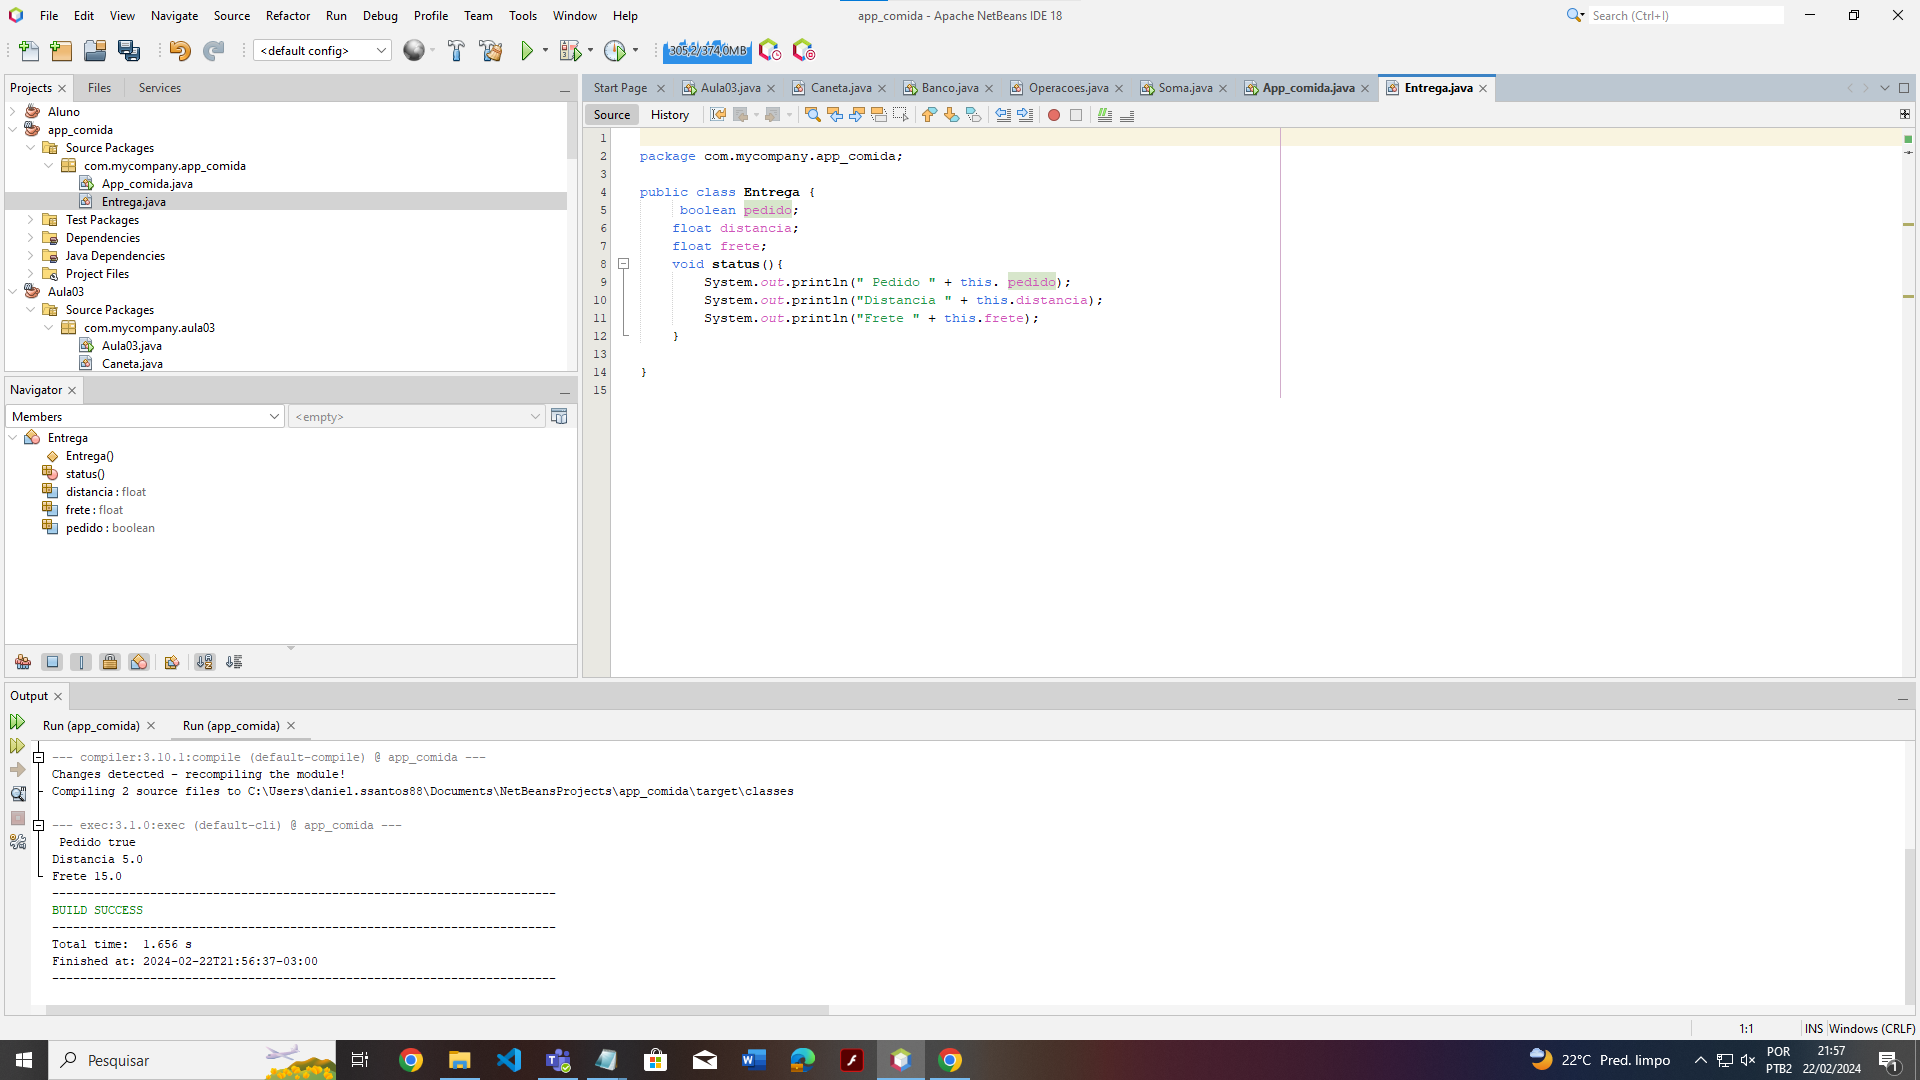 File Edit View Navigate Source Refactor Run Debug Profile Team Tools Window Help
app_comida - Apache NetBeans IDE 18
Search (Ctrl+I)
<default config>
305,2/374,0MB
Projects Files Services
Aluno
app_comida
Source Packages
com.mycompany.app_comida
App_comida.java
Entrega.java
Test Packages
Dependencies
Java Dependencies
Project Files
Aula03
Source Packages
com.mycompany.aula03
Aula03.java
Caneta.java
Navigator
Members <empty>
Entrega
Entrega()
status()
distancia : float
frete : float
pedido : boolean
Start Page Aula03.java Caneta.java Banco.java Operacoes.java Soma.java App_comida.java Entrega.java
Source History
1
2 package com.mycompany.app_comida;
3
4 public class Entrega {
5 boolean pedido;
6 float distancia;
7 float frete;
8 void status(){
9 System.out.println(" Pedido " + this. pedido);
10 System.out.println("Distancia " + this.distancia);
11 System.out.println("Frete " + this.frete);
12 }
13
14 }
15
Output
Run (app_comida) Run (app_comida)
--- compiler:3.10.1:compile (default-compile) @ app_comida ---
Changes detected - recompiling the module!
Compiling 2 source files to C:\Users\daniel.ssantos88\Documents\NetBeansProjects\app_comida\target\classes
--- exec:3.1.0:exec (default-cli) @ app_comida ---
Pedido true
Distancia 5.0
Frete 15.0
------------------------------------------------------------------------
BUILD SUCCESS
------------------------------------------------------------------------
Total time:  1.656 s
Finished at: 2024-02-22T21:56:37-03:00
------------------------------------------------------------------------
1:1 INS Windows (CRLF)
Pesquisar
22°C Pred. limpo
POR
PTB2
21:57
22/02/2024
1